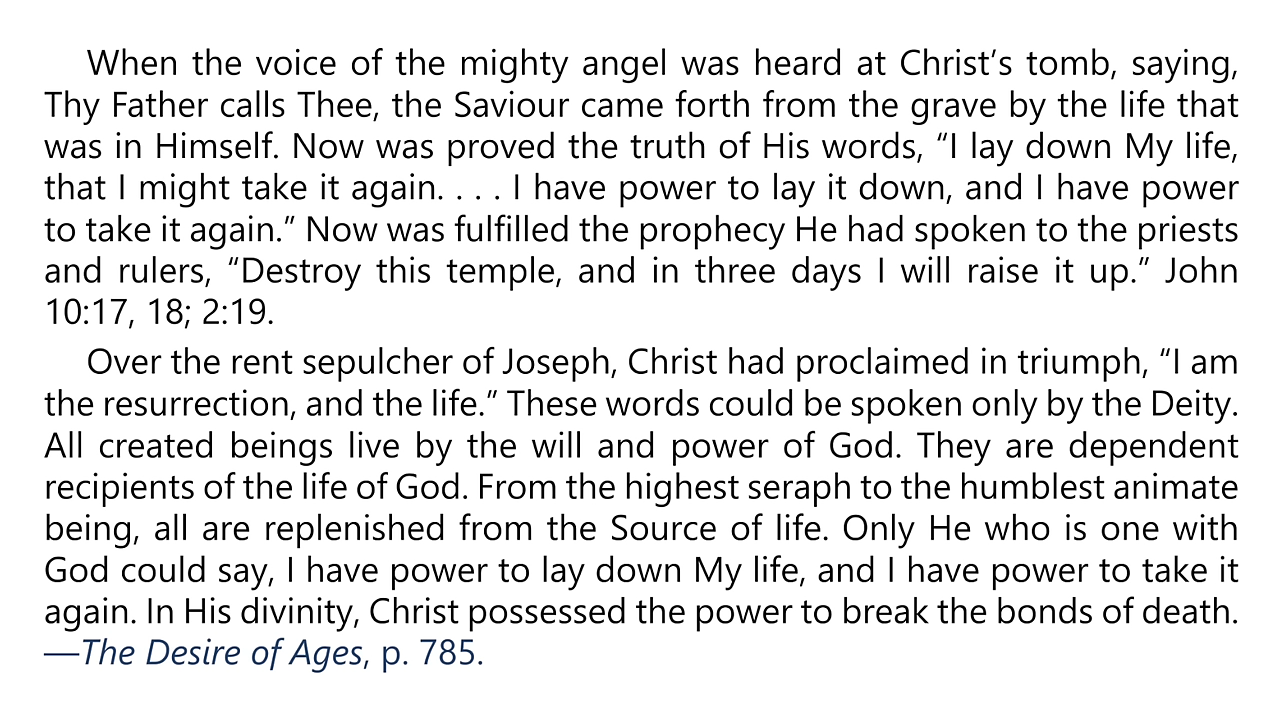 When the voice of the mighty angel was heard at Christ’s tomb, saying,
Thy Father calls Thee, the Saviour came forth from the grave by the life that
was in Himself. Now was proved the truth of His words, “I lay down My life,
that I might take it again. . . . I have power to lay it down, and I have power
to take it again.” Now was fulfilled the prophecy He had spoken to the priests
and rulers, “Destroy this temple, and in three days I will raise it up.” John
10:17, 18; 2:19.
Over the rent sepulcher of Joseph, Christ had proclaimed in triumph, “I am
the resurrection, and the life.” These words could be spoken only by the Deity.
All created beings live by the will and power of God. They are dependent
recipients of the life of God. From the highest seraph to the humblest animate
being, all are replenished from the Source of life. Only He who is one with
God could say, I have power to lay down My life, and I have power to take it
again. In His divinity, Christ possessed the power to break the bonds of death.
—The Desire of Ages, p. 785.